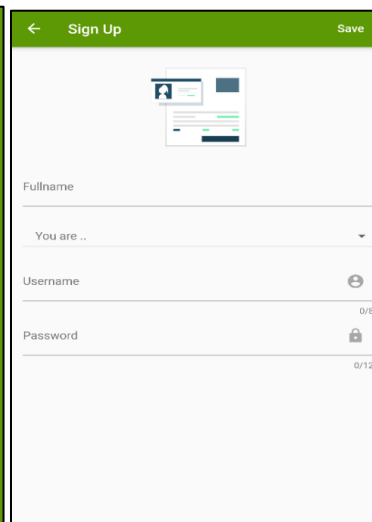 Sign Up Save
Fullname
You are ..
Username
0/8
Password
0/12